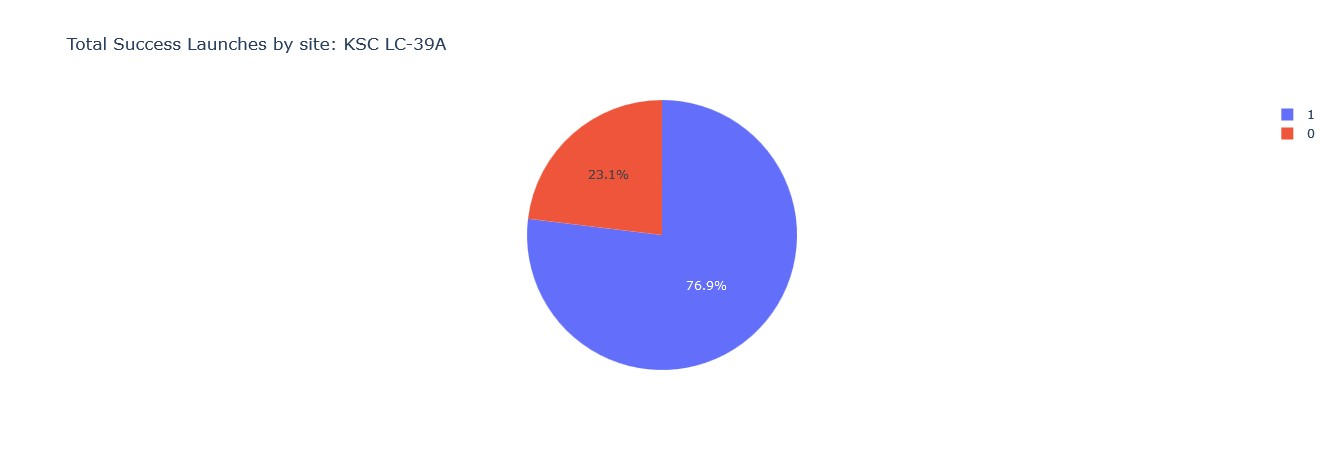 Total Success Launches by site: KSC LC-39A
1
0
23.1%
76.9%